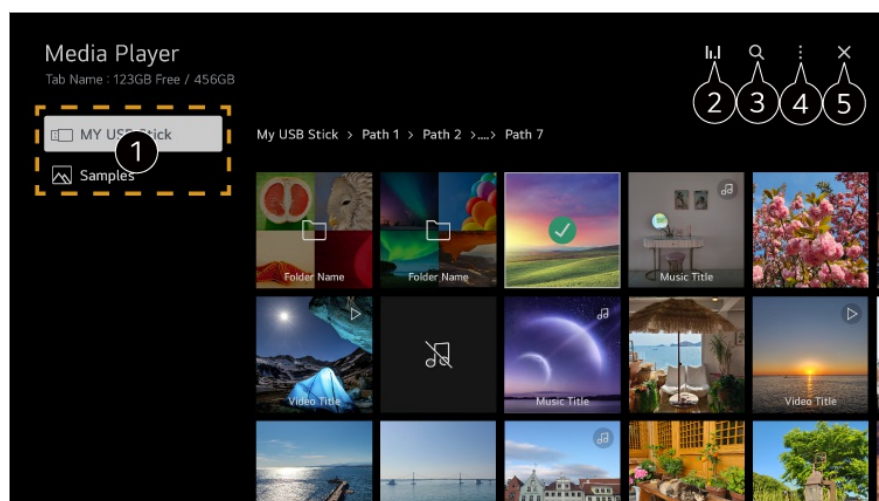 Media Player
Tab Name : 123GB Free / 456GB
2 3 4 5
MY USB Stick
1
Samples
My USB Stick > Path 1 > Path 2 >....> Path 7
Folder Name Folder Name Music Title
Video Title Music Title Video Title